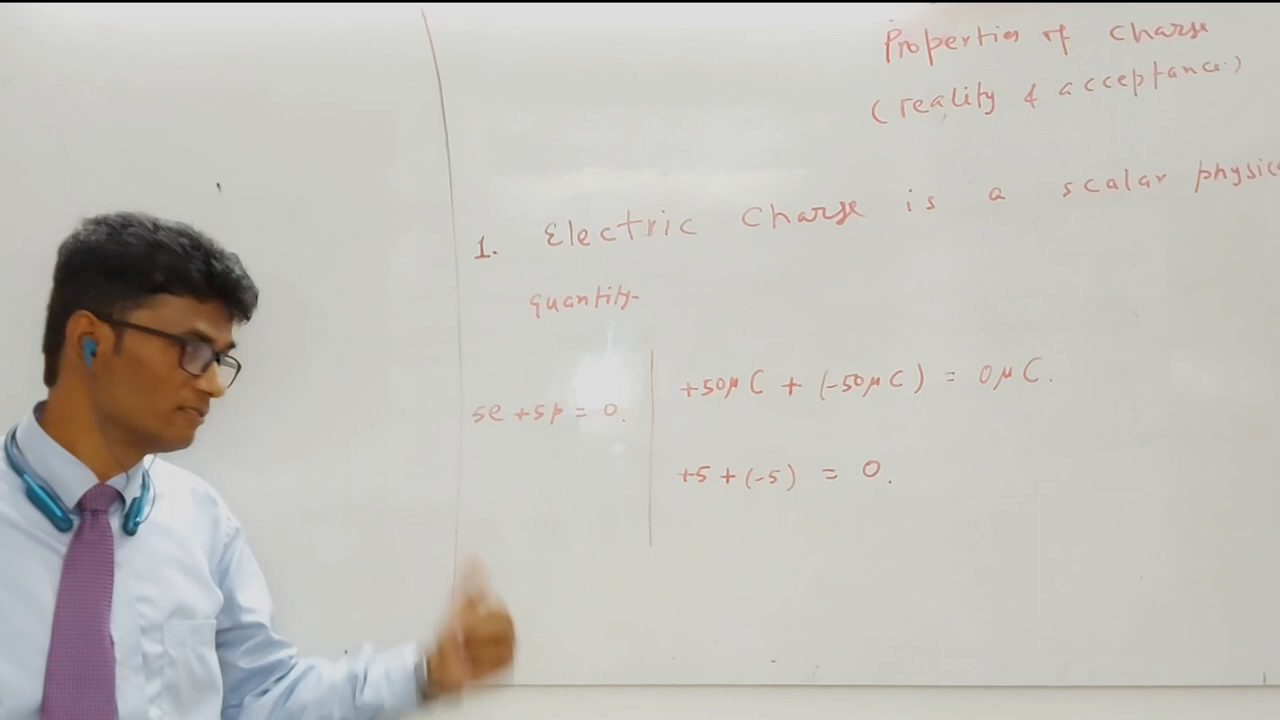 Properties of charge
(reality & acceptance.)
1. Electric charge is a scalar physic
quantity-
5e +5p = 0.
+50μC + (-50μC) = 0μC.
+5 + (-5) = 0.